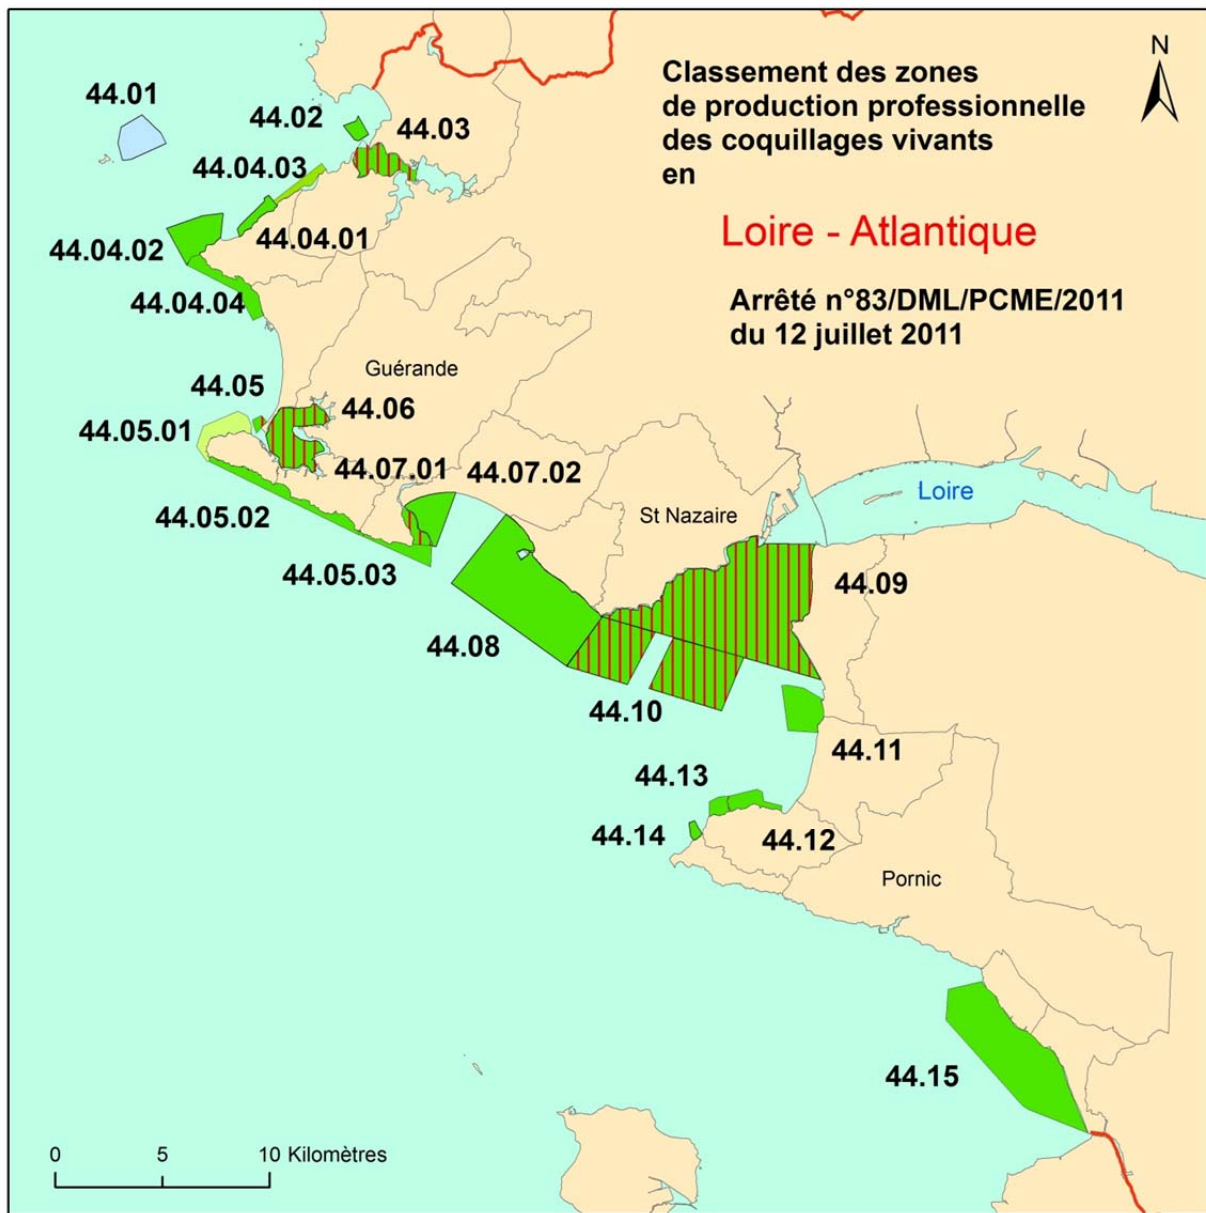 N
Classement des zones
de production professionnelle
des coquillages vivants
en
Loire - Atlantique
Arrêté n°83/DML/PCME/2011
du 12 juillet 2011
44.01
44.02
44.03
44.04.03
44.04.01
44.04.02
44.04.04
Guérande
44.05
44.06
44.05.01
44.07.01
44.07.02
44.05.02
St Nazaire
Loire
44.05.03
44.09
44.08
44.10
44.11
44.13
44.14
44.12
Pornic
44.15
0 5 10 Kilomètres